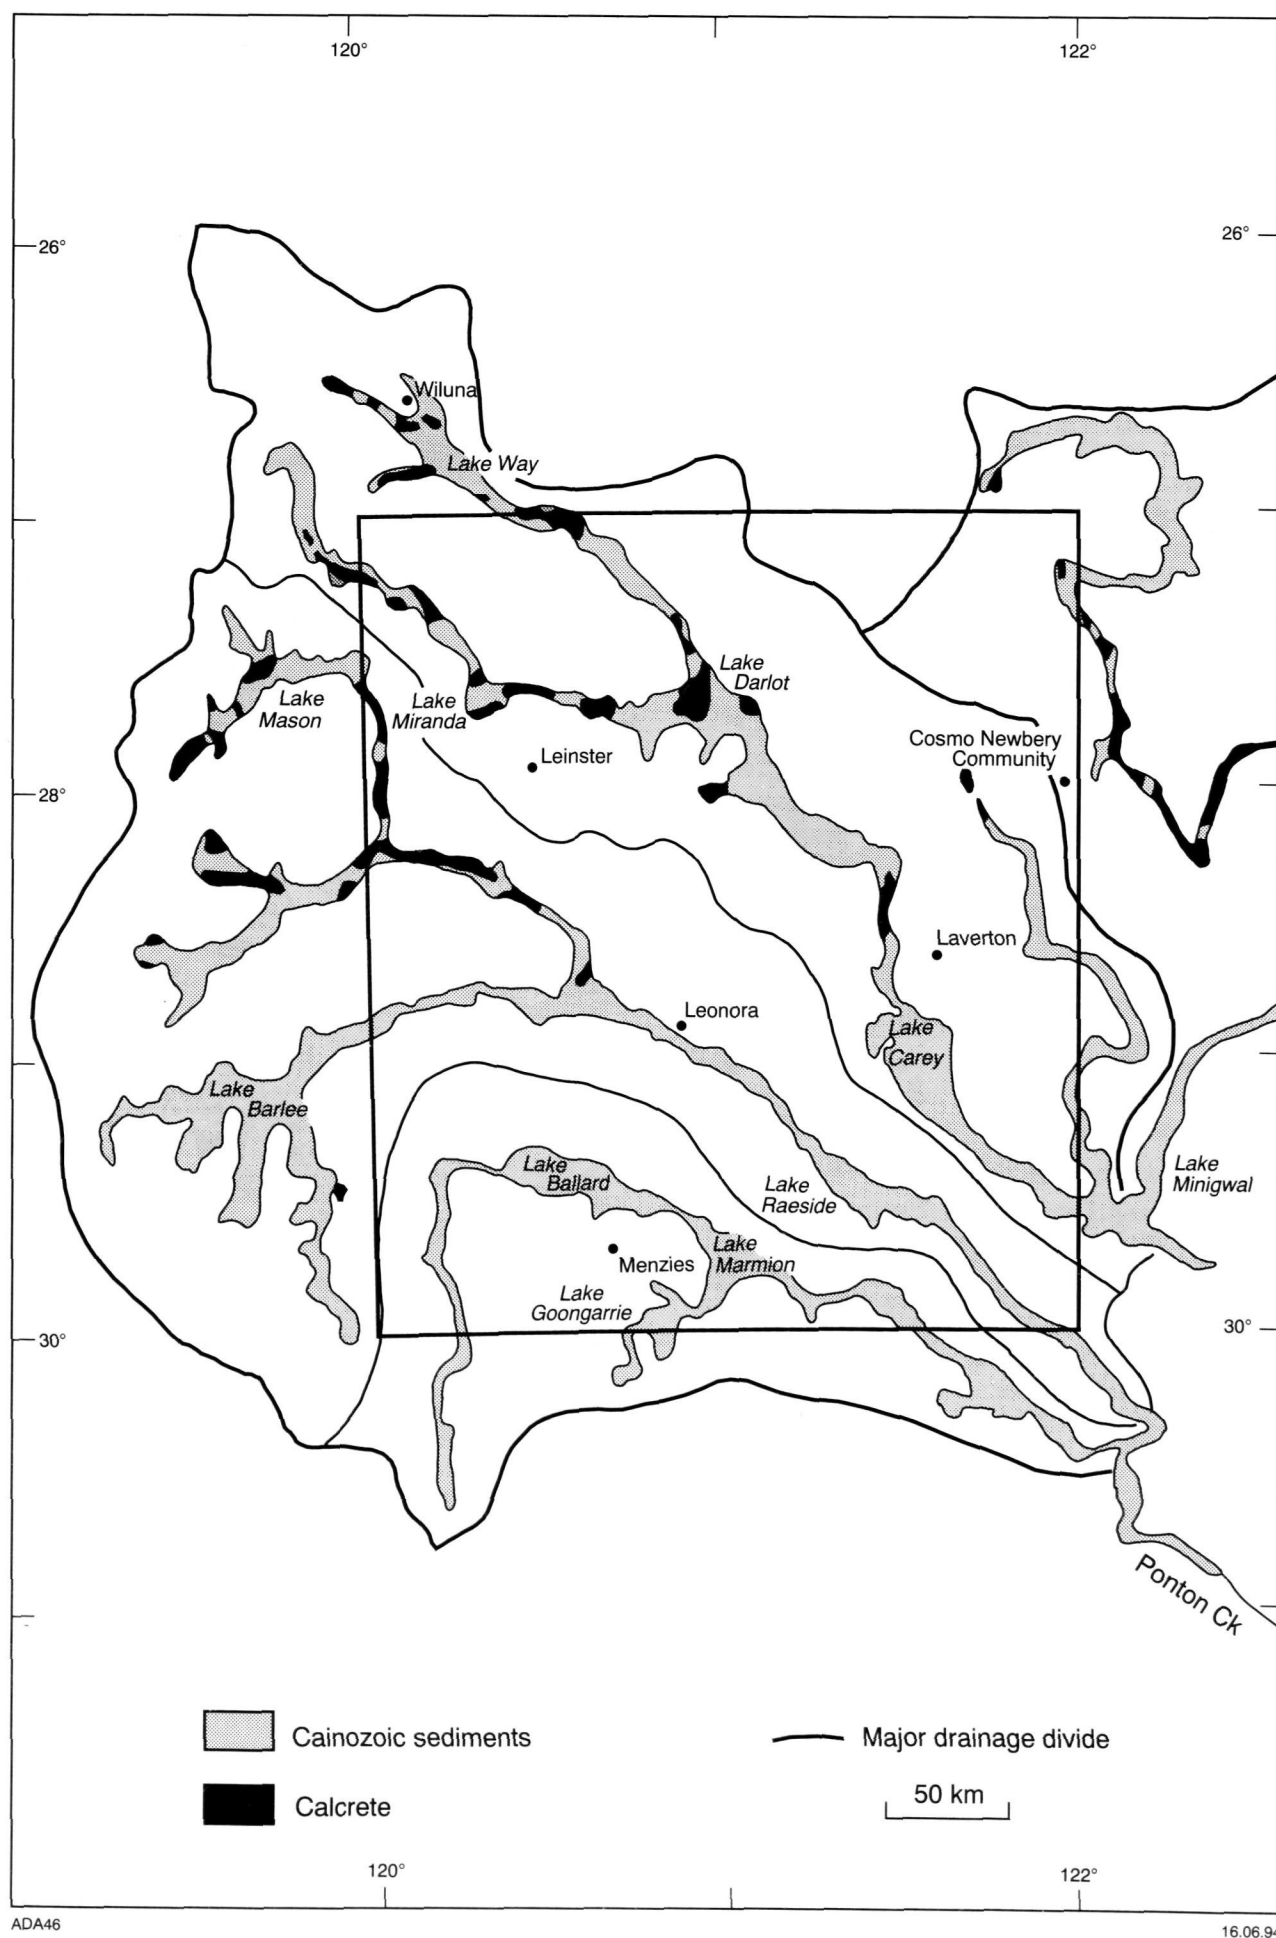 120°
122°
26°
26°
Wiluna
Lake Way
Lake
Darlot
Lake
Mason
Lake
Miranda
Leinster
Cosmo Newbery
Community
28°
Laverton
Leonora
Lake
Carey
Lake
Barlee
Lake
Ballard
Lake
Raeside
Lake
Minigwal
Menzies
Lake
Marmion
Lake
Goongarrie
30°
30°
Ponton Ck
Cainozoic sediments
Major drainage divide
Calcrete
50 km
120°
122°
ADA46
16.06.94